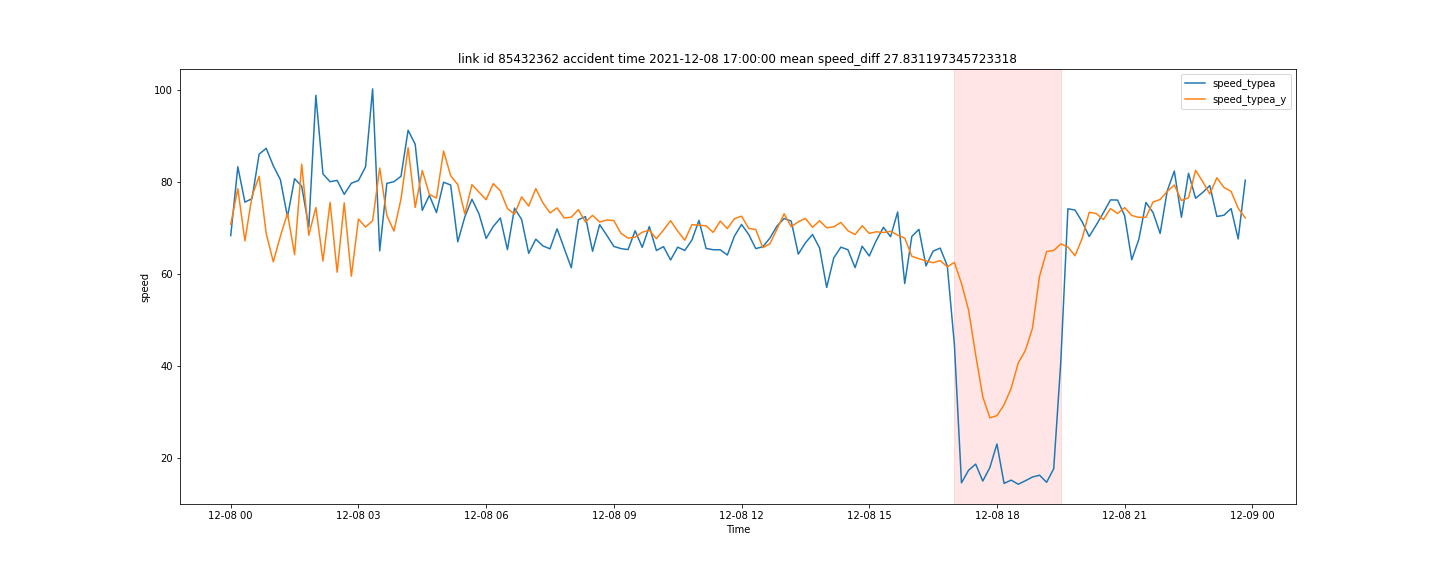 link id 85432362 accident time 2021-12-08 17:00:00 mean speed_diff 27.831197345723318
speed_typea
speed_typea_y
100
80
60
40
20
speed
12-08 00
12-08 03
12-08 06
12-08 09
12-08 12
12-08 15
12-08 18
12-08 21
12-09 00
Time